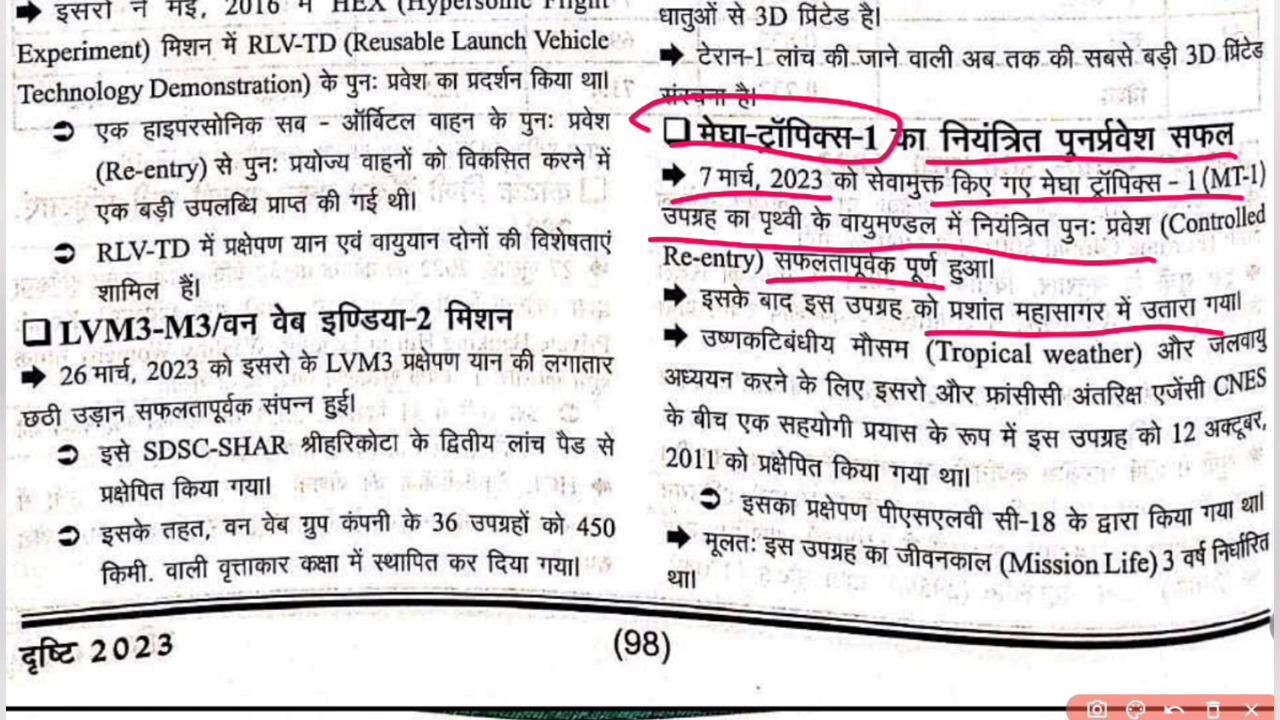 ➡ इसरो ने मई, 2016 में HEX (Hypersonic Flight
Experiment) मिशन में RLV-TD (Reusable Launch Vehicle
Technology Demonstration) के पुनः प्रवेश का प्रदर्शन किया था।
➲ एक हाइपरसोनिक सब - ऑर्बिटल वाहन के पुनः प्रवेश
(Re-entry) से पुनः प्रयोज्य वाहनों को विकसित करने में
एक बड़ी उपलब्धि प्राप्त की गई थी।
➲ RLV-TD में प्रक्षेपण यान एवं वायुयान दोनों की विशेषताएं
शामिल हैं।
❑ LVM3-M3/वन वेब इण्डिया-2 मिशन
➡ 26 मार्च, 2023 को इसरो के LVM3 प्रक्षेपण यान की लगातार
छठी उड़ान सफलतापूर्वक संपन्न हुई।
➲ इसे SDSC-SHAR श्रीहरिकोटा के द्वितीय लांच पैड से
प्रक्षेपित किया गया।
➲ इसके तहत, वन वेब ग्रुप कंपनी के 36 उपग्रहों को 450
किमी. वाली वृत्ताकार कक्षा में स्थापित कर दिया गया।
धातुओं से 3D प्रिंटेड है।
➡ टेरान-1 लांच की जाने वाली अब तक की सबसे बड़ी 3D प्रिंटेड
संरचना है।
❑ मेघा-ट्रॉपिक्स-1 का नियंत्रित पुनर्प्रवेश सफल
➡ 7 मार्च, 2023 को सेवामुक्त किए गए मेघा ट्रॉपिक्स - 1 (MT-1)
उपग्रह का पृथ्वी के वायुमण्डल में नियंत्रित पुनः प्रवेश (Controlled
Re-entry) सफलतापूर्वक पूर्ण हुआ।
➡ इसके बाद इस उपग्रह को प्रशांत महासागर में उतारा गया।
➡ उष्णकटिबंधीय मौसम (Tropical weather) और जलवायु
अध्ययन करने के लिए इसरो और फ्रांसीसी अंतरिक्ष एजेंसी CNES
के बीच एक सहयोगी प्रयास के रूप में इस उपग्रह को 12 अक्टूबर,
2011 को प्रक्षेपित किया गया था।
➲ इसका प्रक्षेपण पीएसएलवी सी-18 के द्वारा किया गया था।
➡ मूलतः इस उपग्रह का जीवनकाल (Mission Life) 3 वर्ष निर्धारित
था।
दृष्टि 2023
(98)